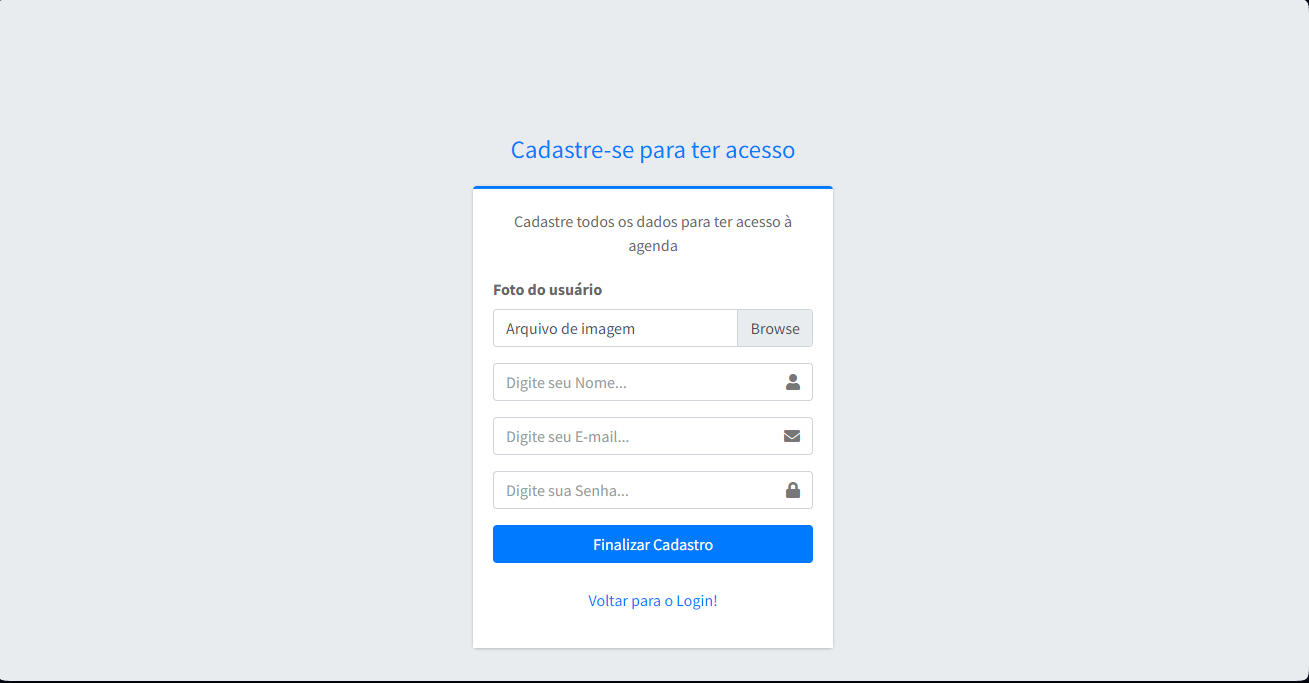 Cadastre-se para ter acesso
Cadastre todos os dados para ter acesso à
agenda
Foto do usuário
Arquivo de imagem Browse
Digite seu Nome...
Digite seu E-mail...
Digite sua Senha...
Finalizar Cadastro
Voltar para o Login!